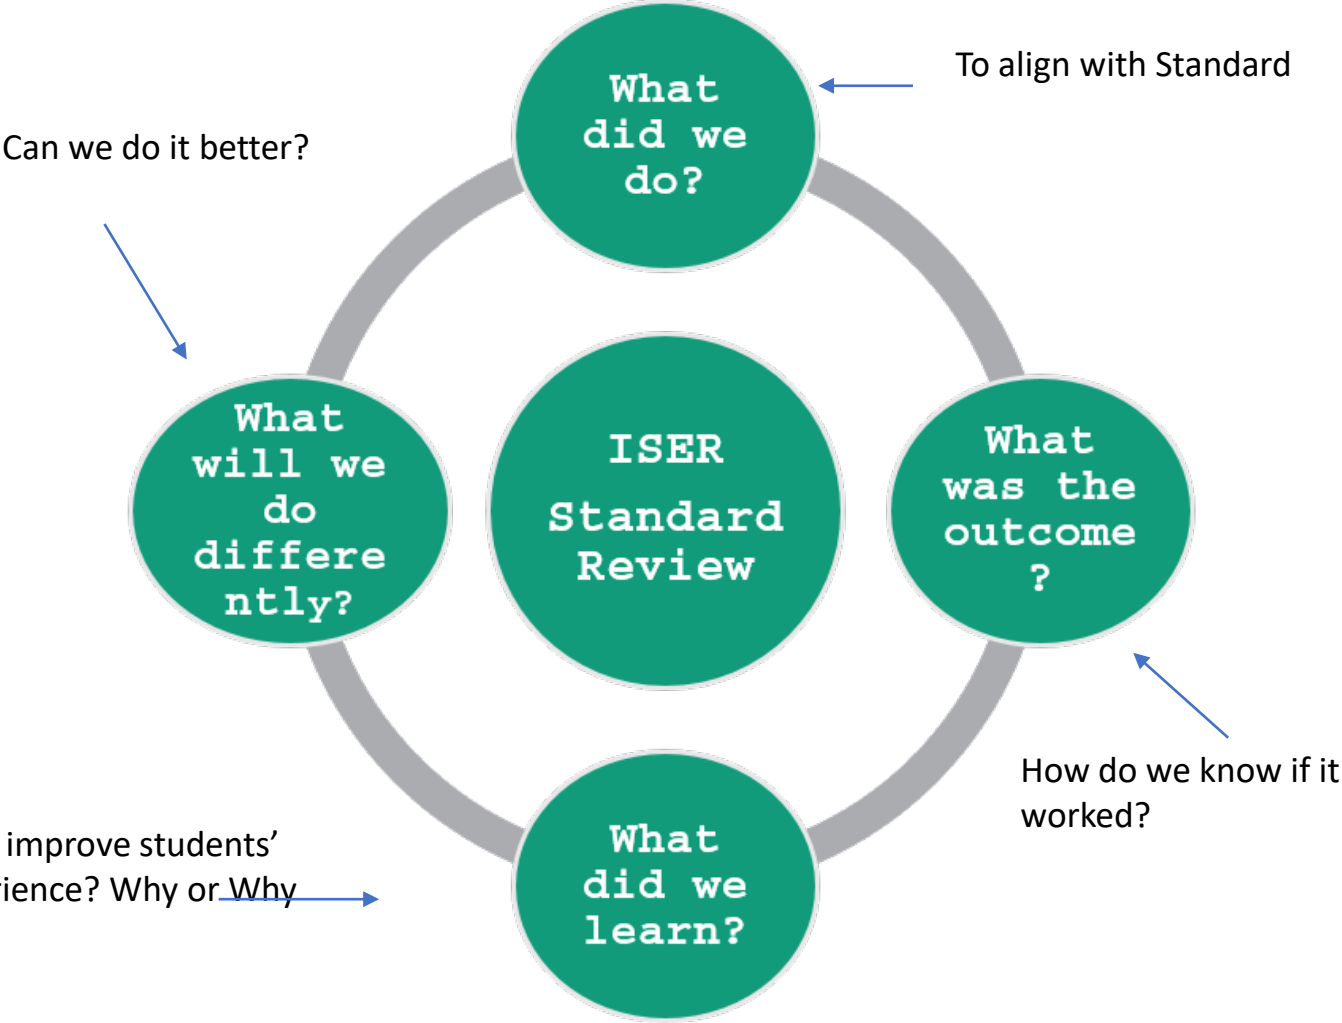 What
did we
do?
To align with Standard
Can we do it better?
What
will we
do
differe
ntly?
ISER
Standard
Review
What
was the
outcome
?
How do we know if it
worked?
What
did we
learn?
improve students’
rience? Why or Why